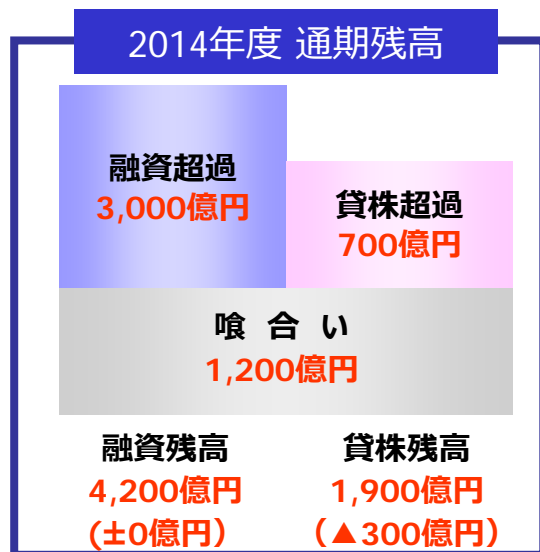 2014年度 通期残高
融資超過
3,000億円
貸株超過
700億円
喰 合 い
1,200億円
融資残高
4,200億円
(±0億円）
貸株残高
1,900億円
（▲300億円）